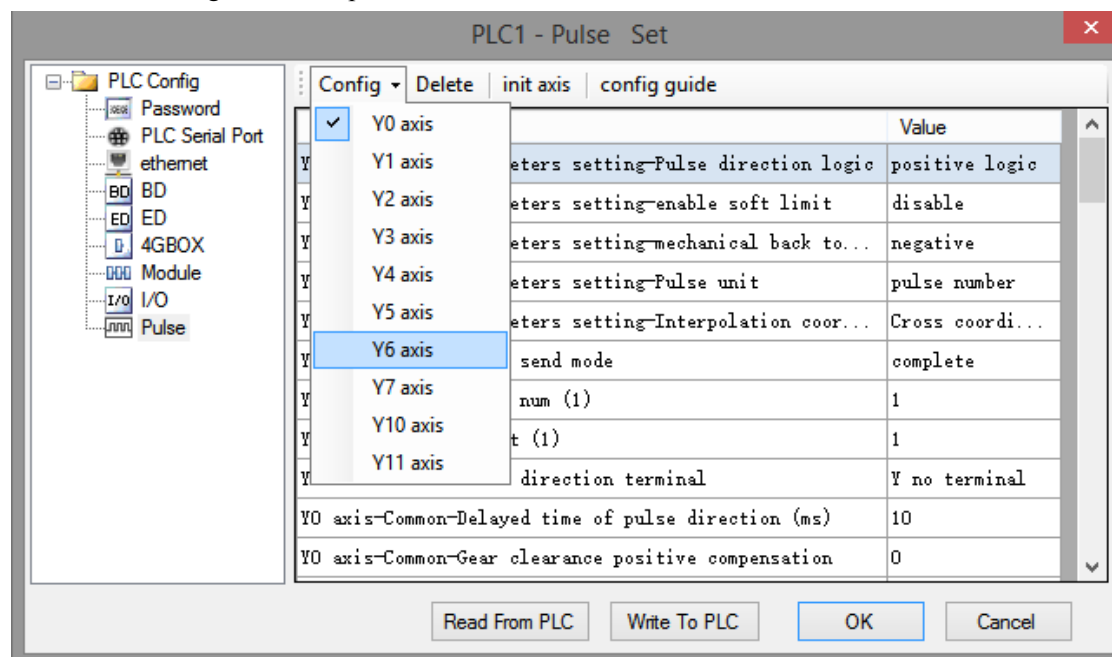 PLC1 - Pulse Set
PLC Config
Password
PLC Serial Port
ethernet
BD BD
ED ED
4GBOX
Module
I/O I/O
Pulse
Config Delete init axis config guide
Value
Y0 axis
Y1 axis
Y2 axis
Y3 axis
Y4 axis
Y5 axis
Y6 axis
Y7 axis
Y10 axis
Y11 axis
eters setting-Pulse direction logic positive logic
eters setting-enable soft limit disable
eters setting-mechanical back to... negative
eters setting-Pulse unit pulse number
eters setting-Interpolation coor... Cross coordi...
send mode complete
num (1) 1
t (1) 1
direction terminal Y no terminal
Y0 axis-Common-Delayed time of pulse direction (ms) 10
Y0 axis-Common-Gear clearance positive compensation 0
Read From PLC Write To PLC OK Cancel